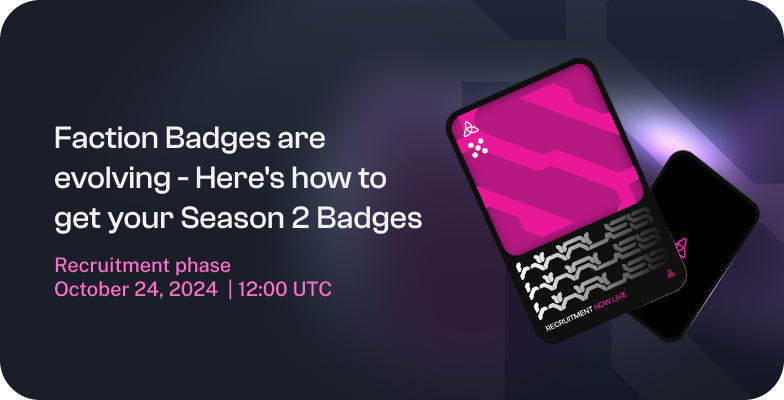 Faction Badges are
evolving - Here's how to
get your Season 2 Badges
Recruitment phase
October 24, 2024 | 12:00 UTC
RECRUITMENT NOW LIVE